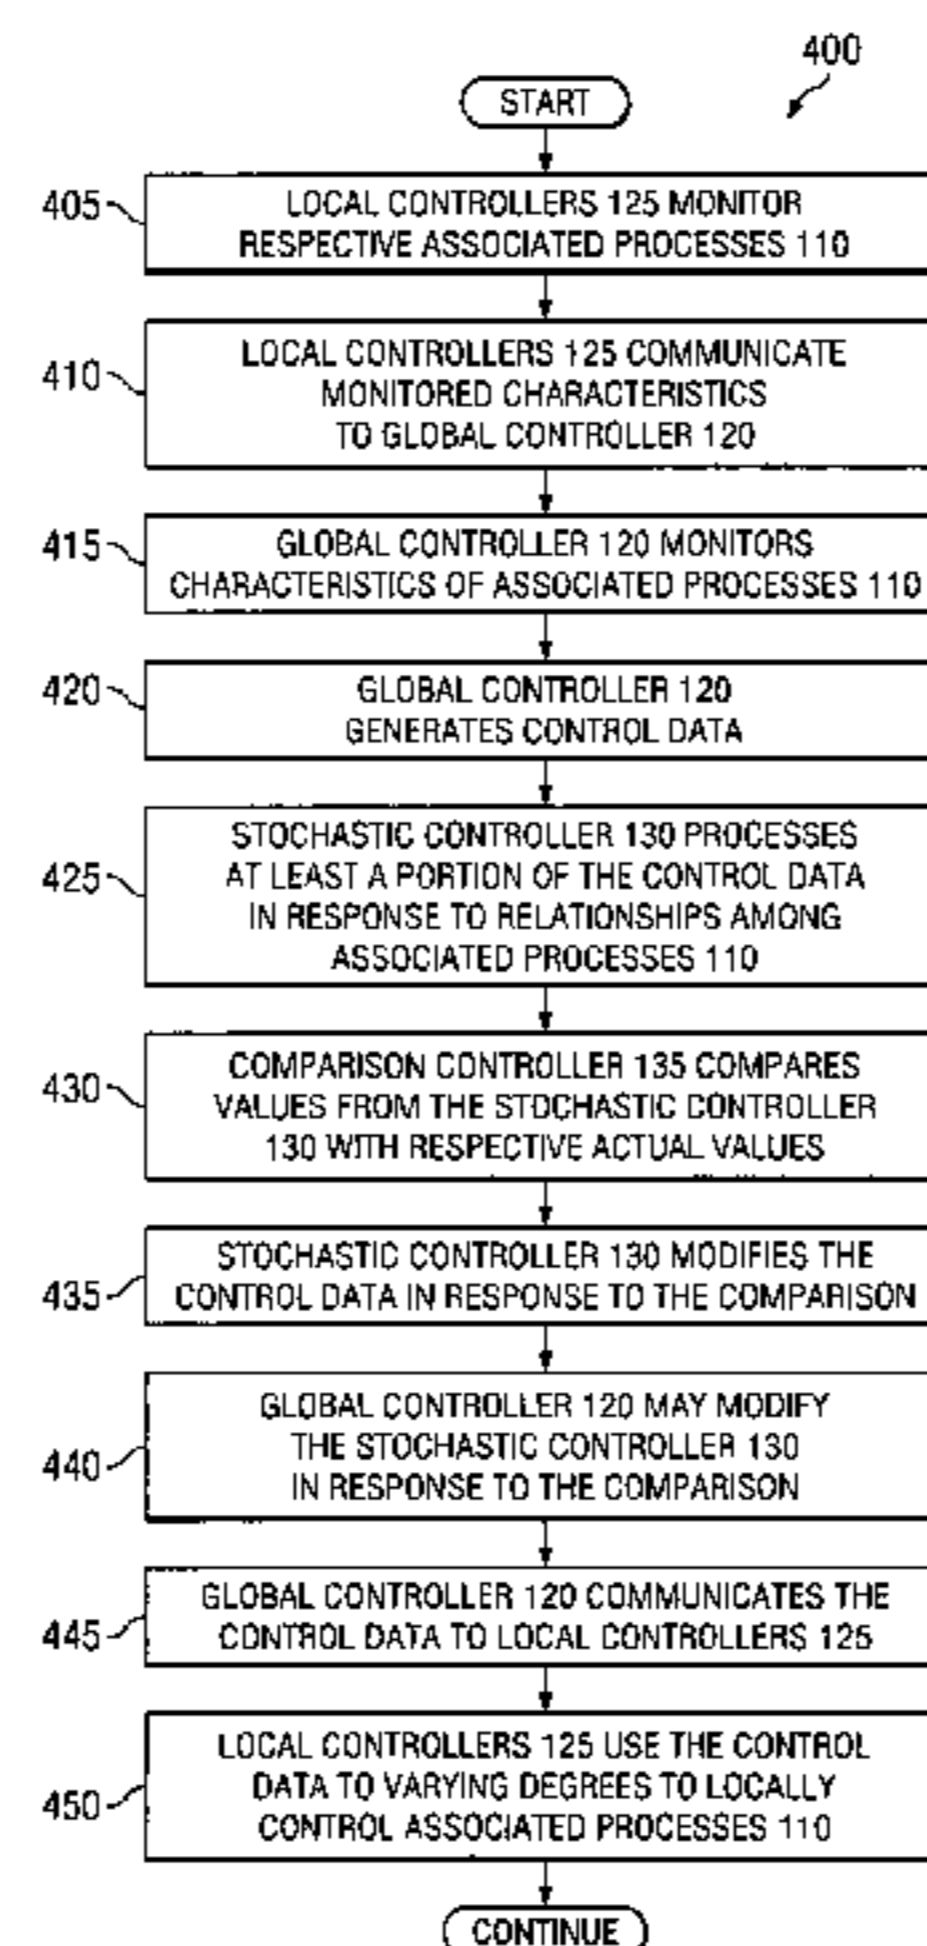 400
START
405
LOCAL CONTROLLERS 125 MONITOR
RESPECTIVE ASSOCIATED PROCESSES 110
410
LOCAL CONTROLLERS 125 COMMUNICATE
MONITORED CHARACTERISTICS
TO GLOBAL CONTROLLER 120
415
GLOBAL CONTROLLER 120 MONITORS
CHARACTERISTICS OF ASSOCIATED PROCESSES 110
420
GLOBAL CONTROLLER 120
GENERATES CONTROL DATA
425
STOCHASTIC CONTROLLER 130 PROCESSES
AT LEAST A PORTION OF THE CONTROL DATA
IN RESPONSE TO RELATIONSHIPS AMONG
ASSOCIATED PROCESSES 110
430
COMPARISON CONTROLLER 135 COMPARES
VALUES FROM THE STOCHASTIC CONTROLLER
130 WITH RESPECTIVE ACTUAL VALUES
435
STOCHASTIC CONTROLLER 130 MODIFIES THE
CONTROL DATA IN RESPONSE TO THE COMPARISON
440
GLOBAL CONTROLLER 120 MAY MODIFY
THE STOCHASTIC CONTROLLER 130
IN RESPONSE TO THE COMPARISON
445
GLOBAL CONTROLLER 120 COMMUNICATES THE
CONTROL DATA TO LOCAL CONTROLLERS 125
450
LOCAL CONTROLLERS 125 USE THE CONTROL
DATA TO VARYING DEGREES TO LOCALLY
CONTROL ASSOCIATED PROCESSES 110
CONTINUE